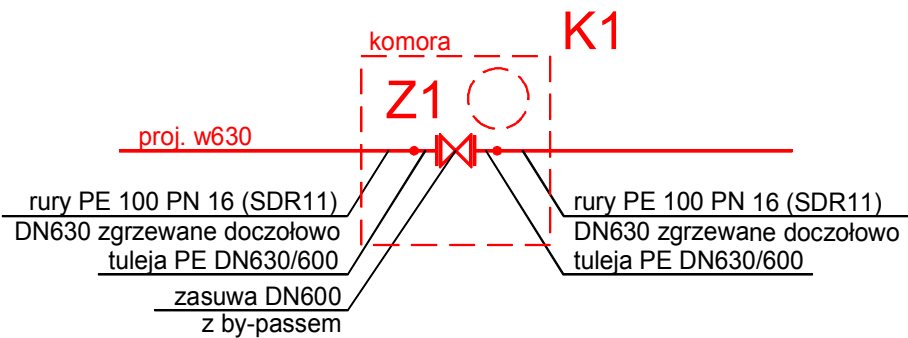 K1
komora
Z1
proj. w630
rury PE 100 PN 16 (SDR11)
DN630 zgrzewane doczołowo
tuleja PE DN630/600
zasuwa DN600
z by-passem
rury PE 100 PN 16 (SDR11)
DN630 zgrzewane doczołowo
tuleja PE DN630/600